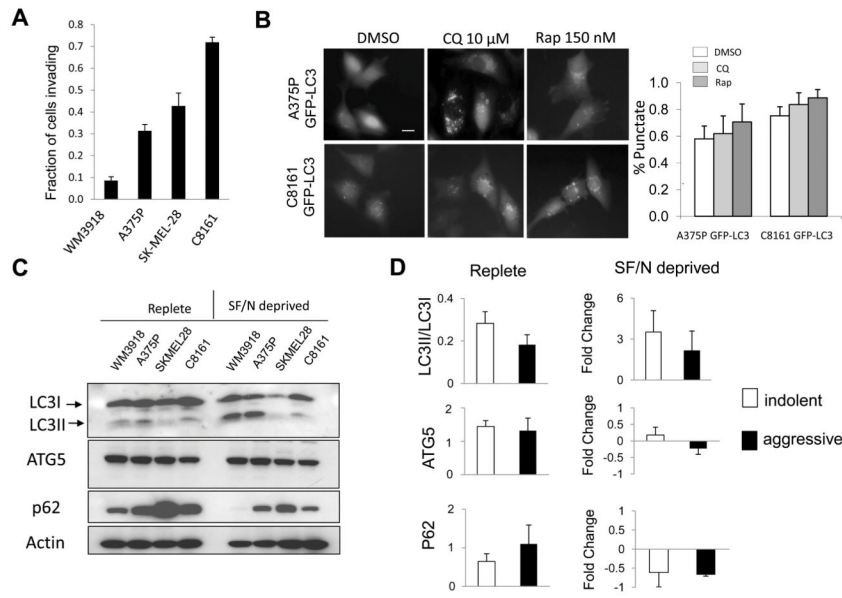 A
Fraction of cells invading
0.8
0.7
0.6
0.5
0.4
0.3
0.2
0.1
0.0
WM3918
A375P
SK-MEL-28
C8161
B
DMSO
CQ 10 µM
Rap 150 nM
A375P
GFP-LC3
C8161
GFP-LC3
DMSO
CQ
Rap
% Punctate
1.0
0.8
0.6
0.4
0.2
0.0
A375P GFP-LC3
C8161 GFP-LC3
C
Replete
SF/N deprived
WM3918
A375P
SKMEL28
C8161
WM3918
A375P
SKMEL28
C8161
LC3I
LC3II
ATG5
p62
Actin
D
Replete
SF/N deprived
LC3II/LC3I
0.4
0.2
0
Fold Change
6
3
0
ATG5
2
1
0
Fold Change
1
0.5
0
-0.5
-1
P62
2
1
0
Fold Change
0.5
0
-0.5
-1
indolent
aggressive